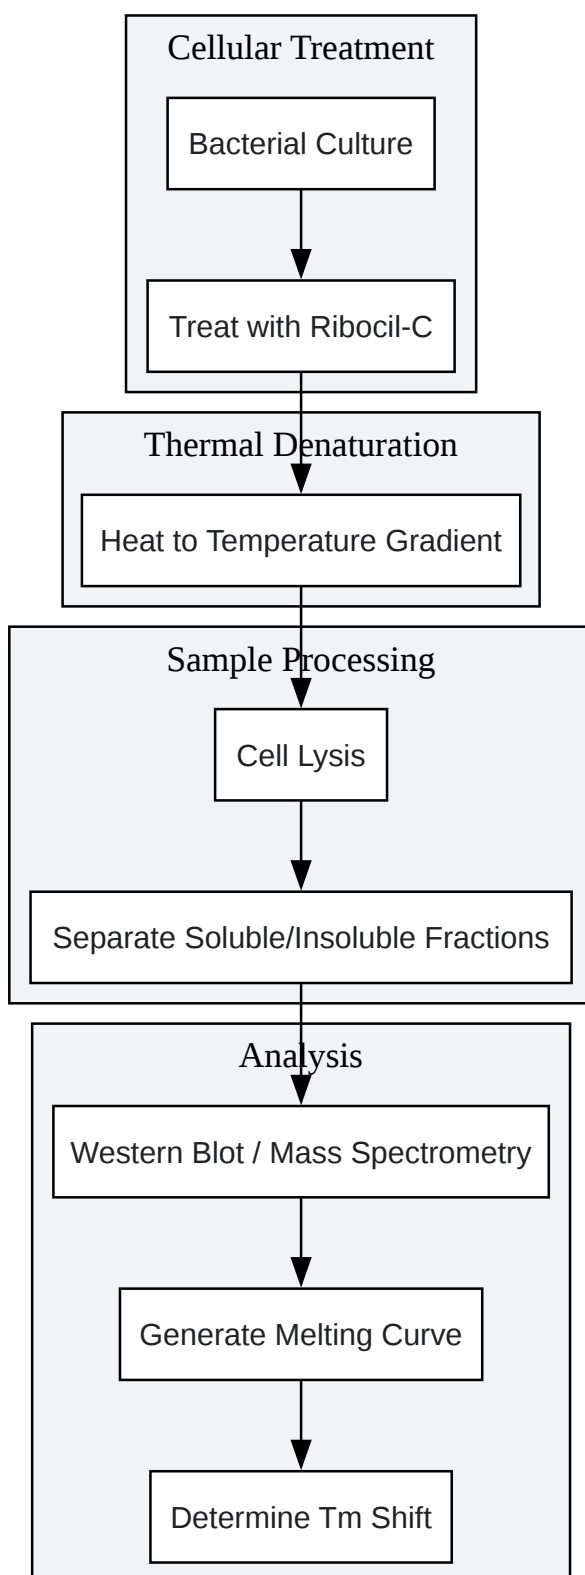 Cellular Treatment
Bacterial Culture
Treat with Ribocil-C
Thermal Denaturation
Heat to Temperature Gradient
Sample Processing
Cell Lysis
Separate Soluble/Insoluble Fractions
Analysis
Western Blot / Mass Spectrometry
Generate Melting Curve
Determine Tm Shift